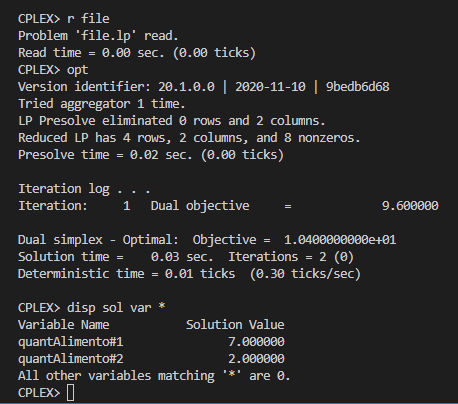 CPLEX> r file
Problem 'file.lp' read.
Read time = 0.00 sec. (0.00 ticks)
CPLEX> opt
Version identifier: 20.1.0.0 | 2020-11-10 | 9bedb6d68
Tried aggregator 1 time.
LP Presolve eliminated 0 rows and 2 columns.
Reduced LP has 4 rows, 2 columns, and 8 nonzeros.
Presolve time = 0.02 sec. (0.00 ticks)

Iteration log . . .
Iteration:     1   Dual objective     =             9.600000

Dual simplex - Optimal:  Objective =  1.0400000000e+01
Solution time =    0.03 sec.  Iterations = 2 (0)
Deterministic time = 0.01 ticks  (0.30 ticks/sec)

CPLEX> disp sol var *
Variable Name           Solution Value
quantAlimento#1               7.000000
quantAlimento#2               2.000000
All other variables matching '*' are 0.
CPLEX>